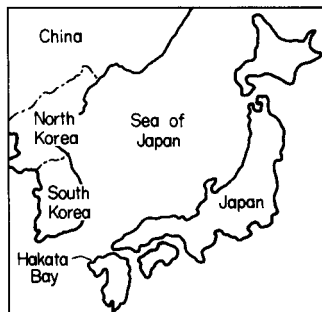 China
North
Korea
Sea of
Japan
South
Korea
Japan
Hakata
Bay